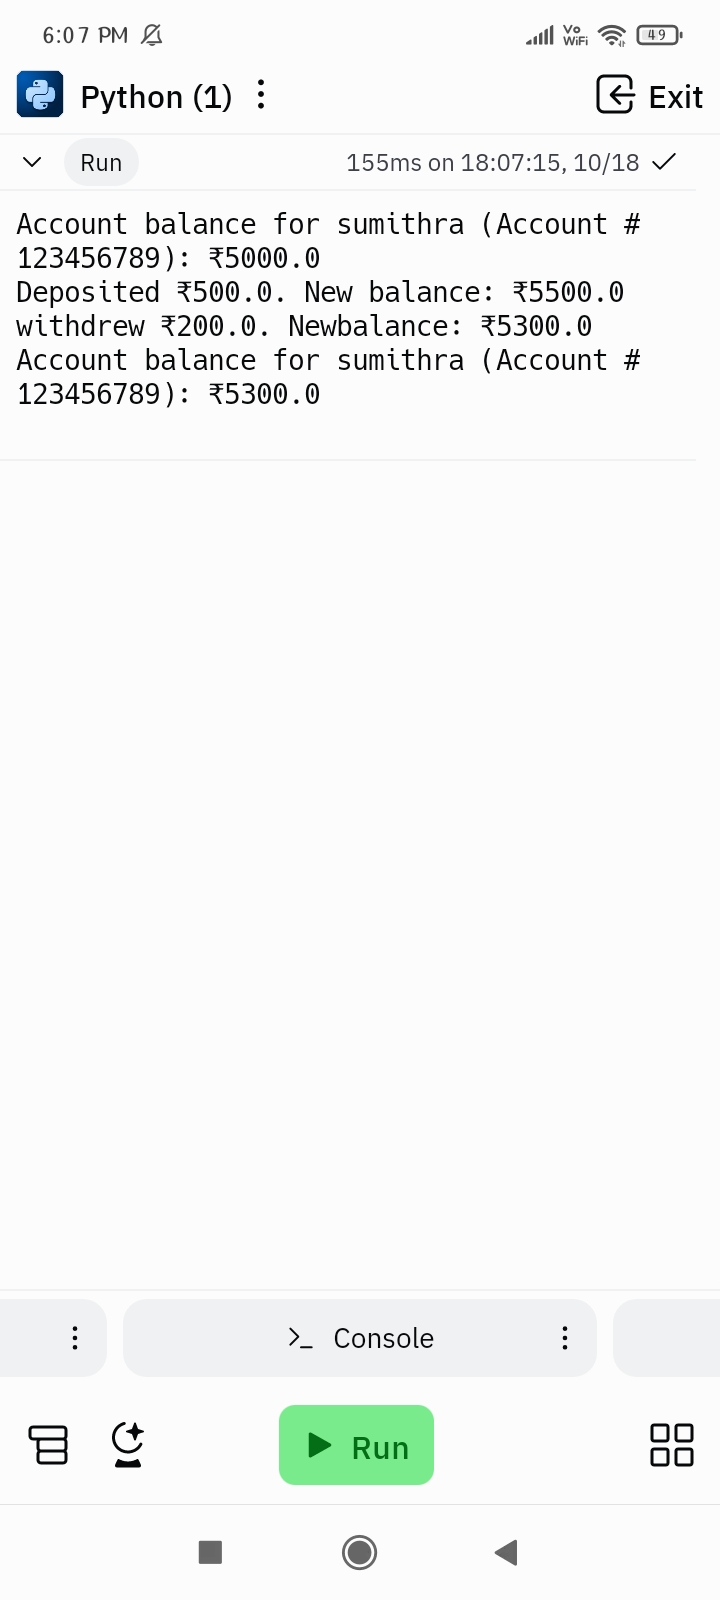 6:07 PM
Vo WiFi
49
Python (1)
Exit
Run
155ms on 18:07:15, 10/18
Account balance for sumithra (Account #
123456789): ₹5000.0
Deposited ₹500.0. New balance: ₹5500.0
withdrew ₹200.0. Newbalance: ₹5300.0
Account balance for sumithra (Account #
123456789): ₹5300.0
Console
Run